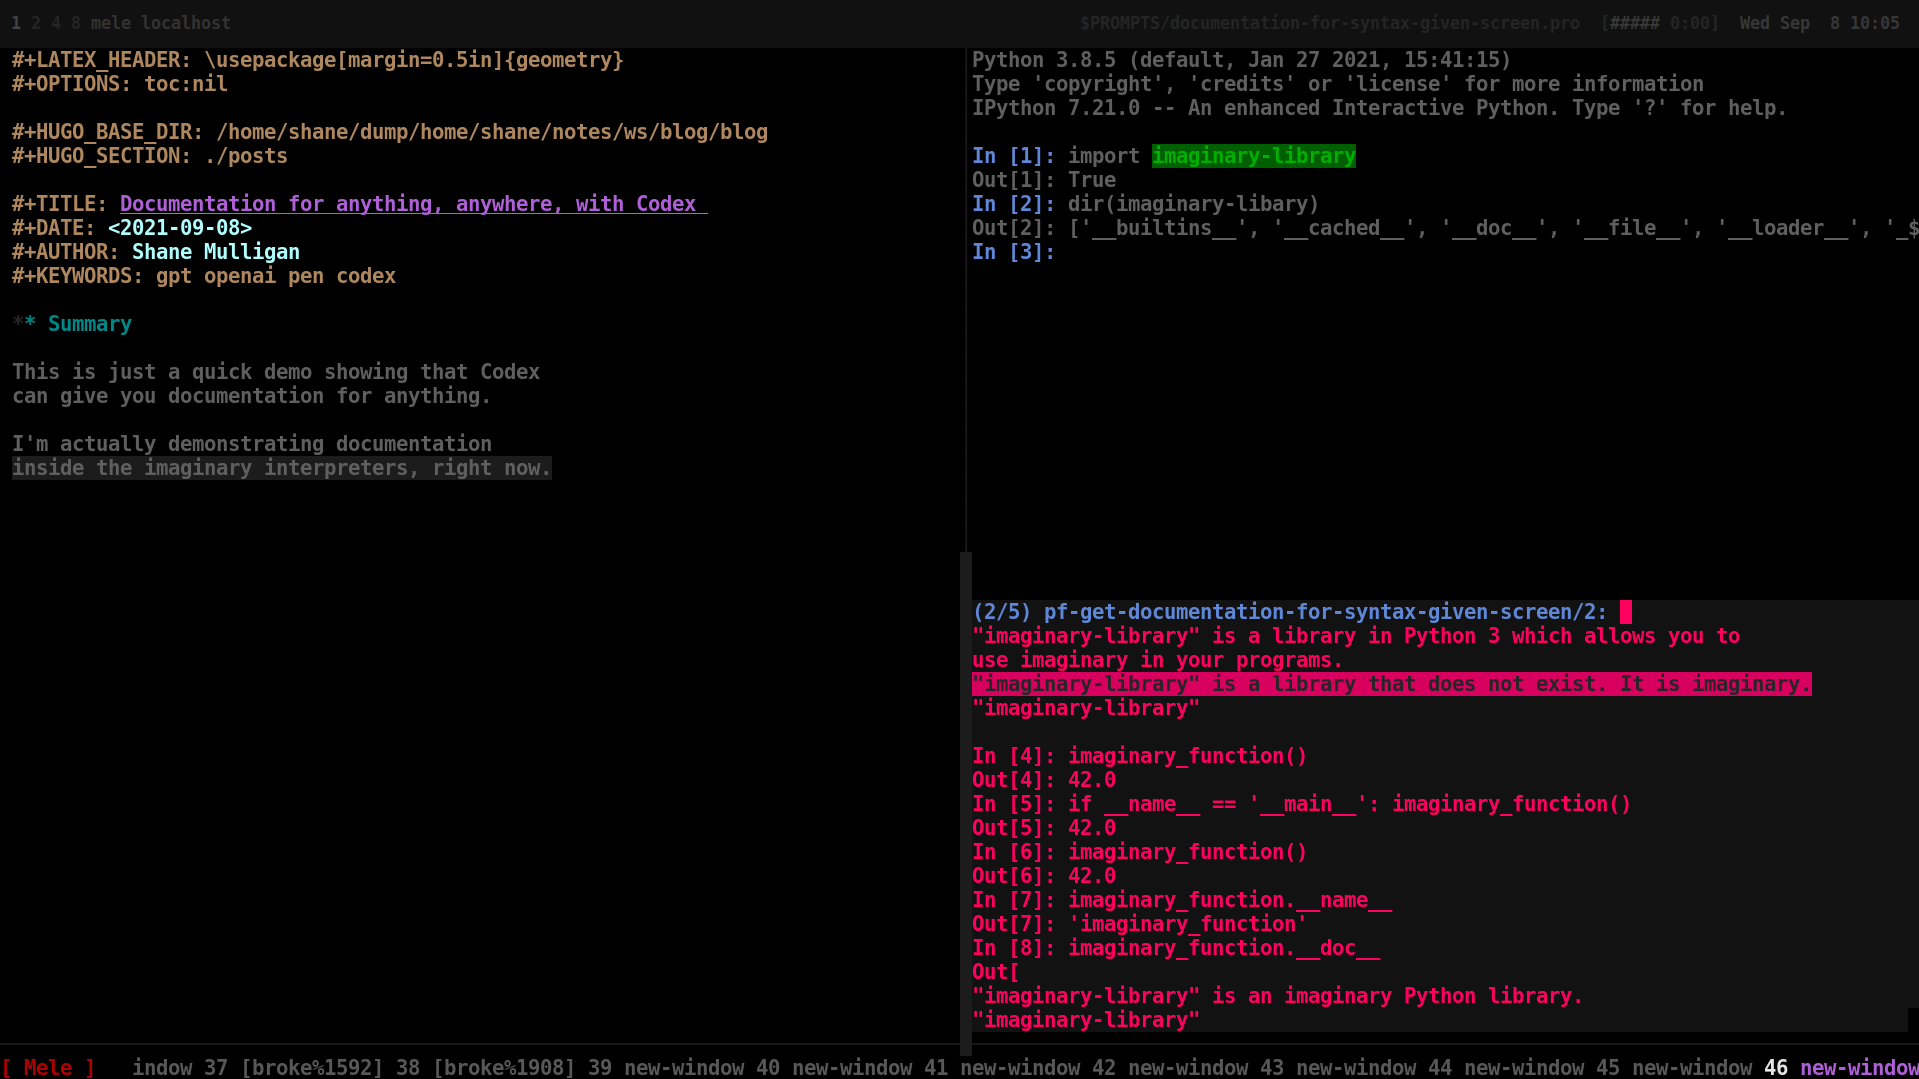 1 2 4 8 mele localhost
$PROMPTS/documentation-for-syntax-given-screen.pro [##### 0:00] Wed Sep  8 10:05
#+LATEX_HEADER: \usepackage[margin=0.5in]{geometry}
#+OPTIONS: toc:nil
#+HUGO_BASE_DIR: /home/shane/dump/home/shane/notes/ws/blog/blog
#+HUGO_SECTION: ./posts
#+TITLE: Documentation for anything, anywhere, with Codex
#+DATE: <2021-09-08>
#+AUTHOR: Shane Mulligan
#+KEYWORDS: gpt openai pen codex
** Summary
This is just a quick demo showing that Codex
can give you documentation for anything.
I'm actually demonstrating documentation
inside the imaginary interpreters, right now.
Python 3.8.5 (default, Jan 27 2021, 15:41:15)
Type 'copyright', 'credits' or 'license' for more information
IPython 7.21.0 -- An enhanced Interactive Python. Type '?' for help.
In [1]: import imaginary-library
Out[1]: True
In [2]: dir(imaginary-libary)
Out[2]: ['__builtins__', '__cached__', '__doc__', '__file__', '__loader__', '_$
In [3]:
(2/5) pf-get-documentation-for-syntax-given-screen/2:
"imaginary-library" is a library in Python 3 which allows you to
use imaginary in your programs.
"imaginary-library" is a library that does not exist. It is imaginary.
"imaginary-library"
In [4]: imaginary_function()
Out[4]: 42.0
In [5]: if __name__ == '__main__': imaginary_function()
Out[5]: 42.0
In [6]: imaginary_function()
Out[6]: 42.0
In [7]: imaginary_function.__name__
Out[7]: 'imaginary_function'
In [8]: imaginary_function.__doc__
Out[
"imaginary-library" is an imaginary Python library.
"imaginary-library"
[ Mele ]   indow 37 [broke%1592] 38 [broke%1908] 39 new-window 40 new-window 41 new-window 42 new-window 43 new-window 44 new-window 45 new-window 46 new-window